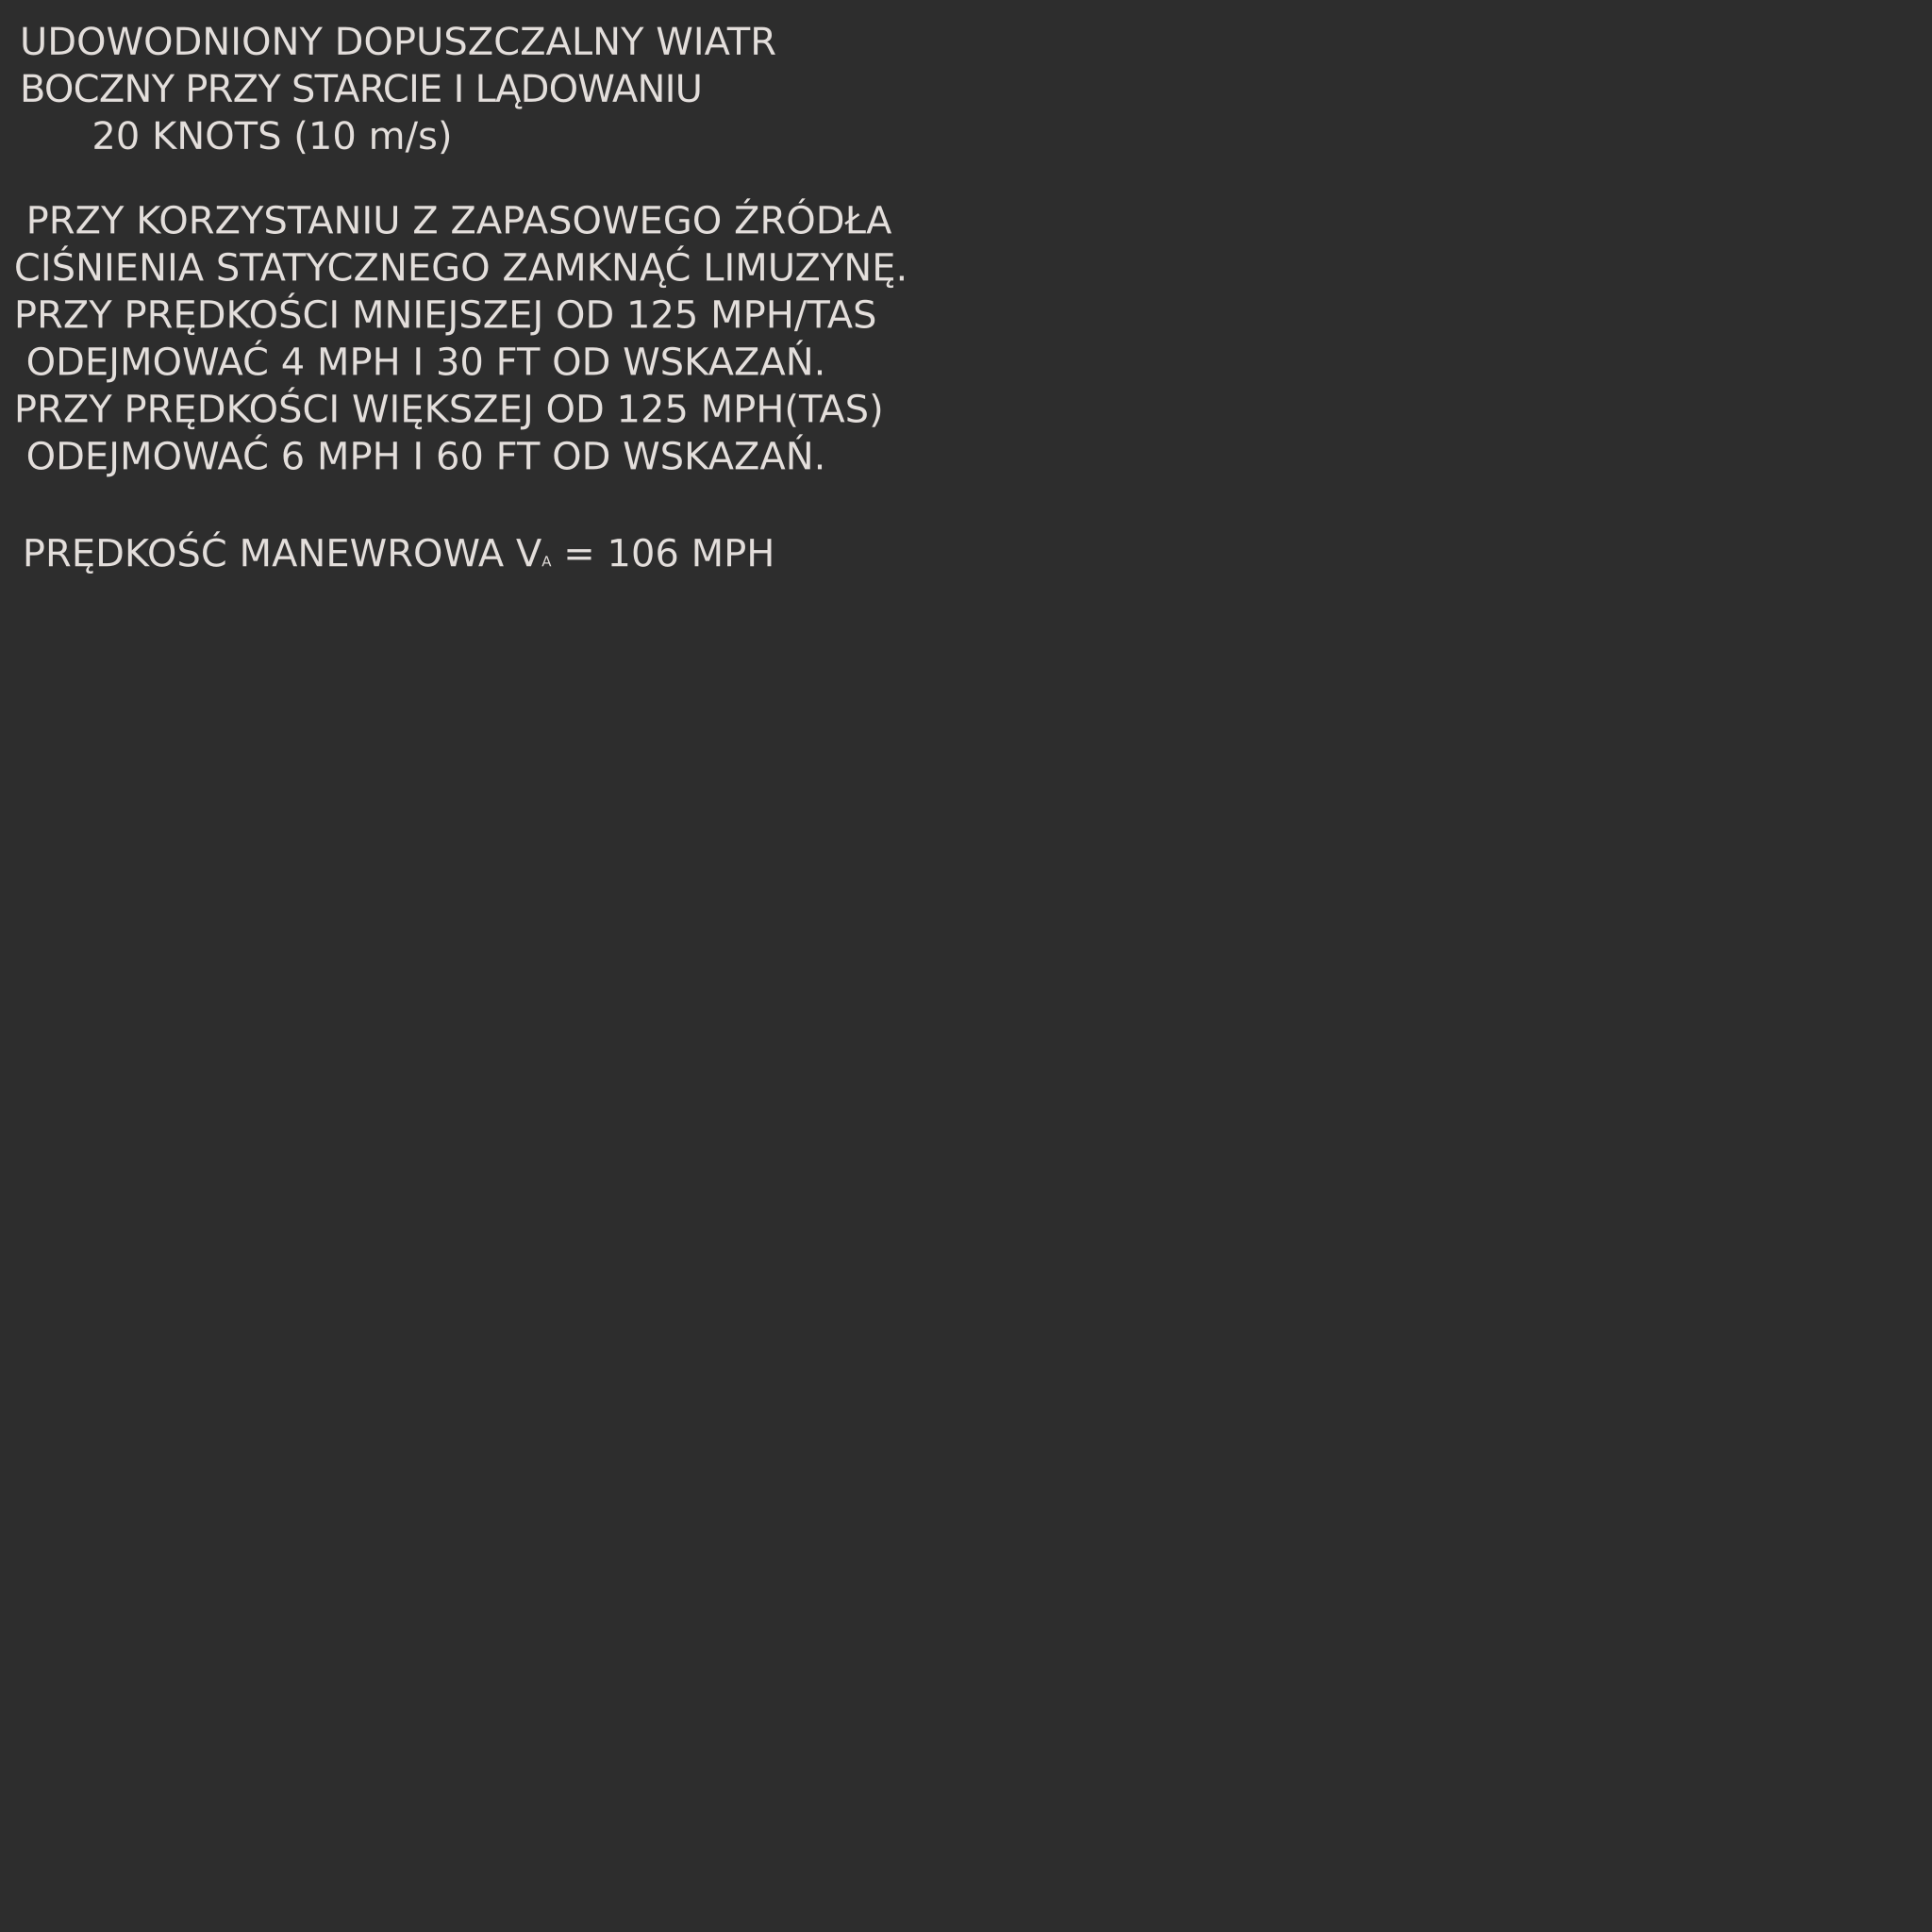 UDOWODNIONY DOPUSZCZALNY WIATR
BOCZNY PRZY STARCIE I LĄDOWANIU
20 KNOTS (10 m/s)
PRZY KORZYSTANIU Z ZAPASOWEGO ŹRÓDŁA
CIŚNIENIA STATYCZNEGO ZAMKNĄĆ LIMUZYNĘ.
PRZY PRĘDKOŚCI MNIEJSZEJ OD 125 MPH/TAS
ODEJMOWAĆ 4 MPH I 30 FT OD WSKAZAŃ.
PRZY PRĘDKOŚCI WIĘKSZEJ OD 125 MPH(TAS)
ODEJMOWAĆ 6 MPH I 60 FT OD WSKAZAŃ.
PRĘDKOŚĆ MANEWROWA VA = 106 MPH